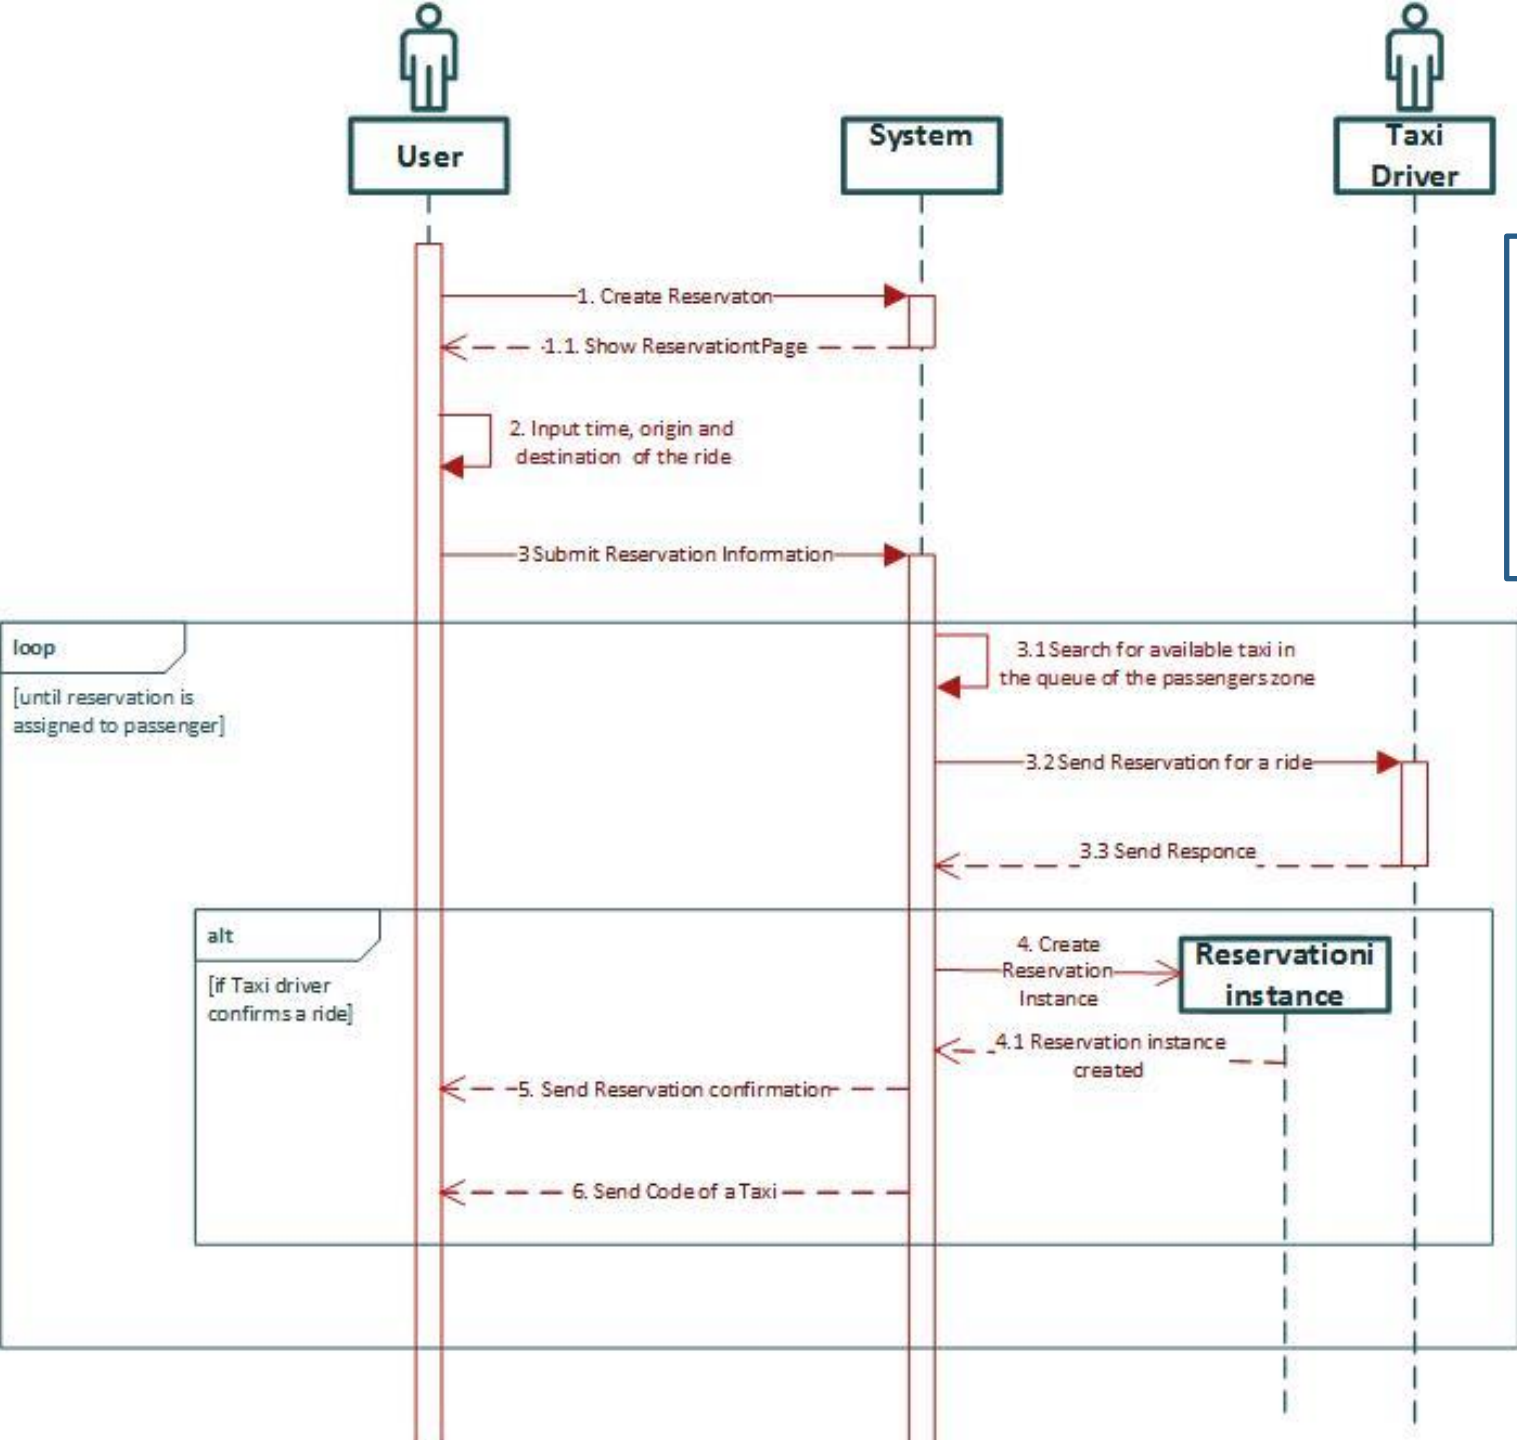 User
System
Taxi
Driver
1. Create Reservaton
1.1. Show ReservationtPage
2. Input time, origin and
destination of the ride
3 Submit Reservation Information
loop
[until reservation is
assigned to passenger]
3.1 Search for available taxi in
the queue of the passengers zone
3.2 Send Reservation for a ride
3.3 Send Responce
alt
[if Taxi driver
confirms a ride]
4. Create
Reservation
Instance
Reservationi
instance
4.1 Reservation instance
created
5. Send Reservation confirmation
6. Send Code of a Taxi